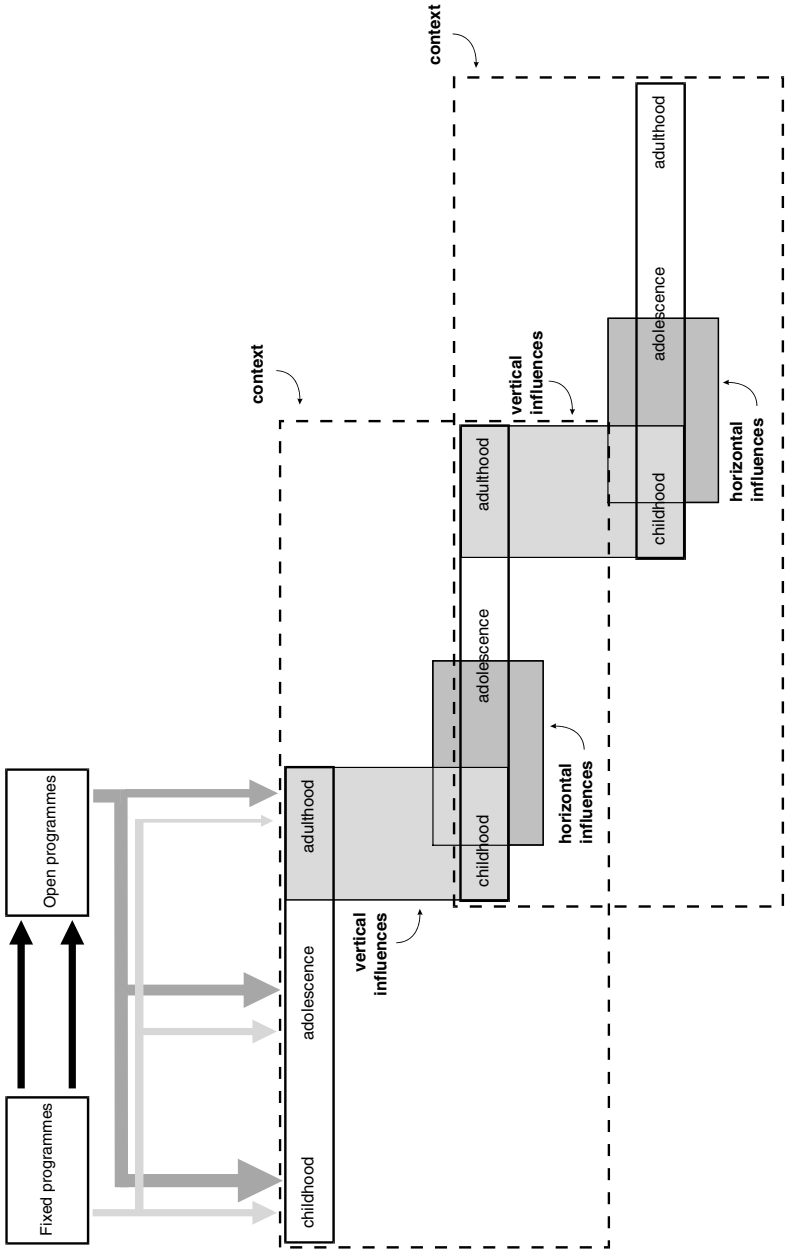 Fixed programmes
Open programmes
context
childhood
adolescence
adulthood
vertical
influences
context
childhood
adolescence
adulthood
horizontal
influences
vertical
influences
childhood
adolescence
adulthood
horizontal
influences